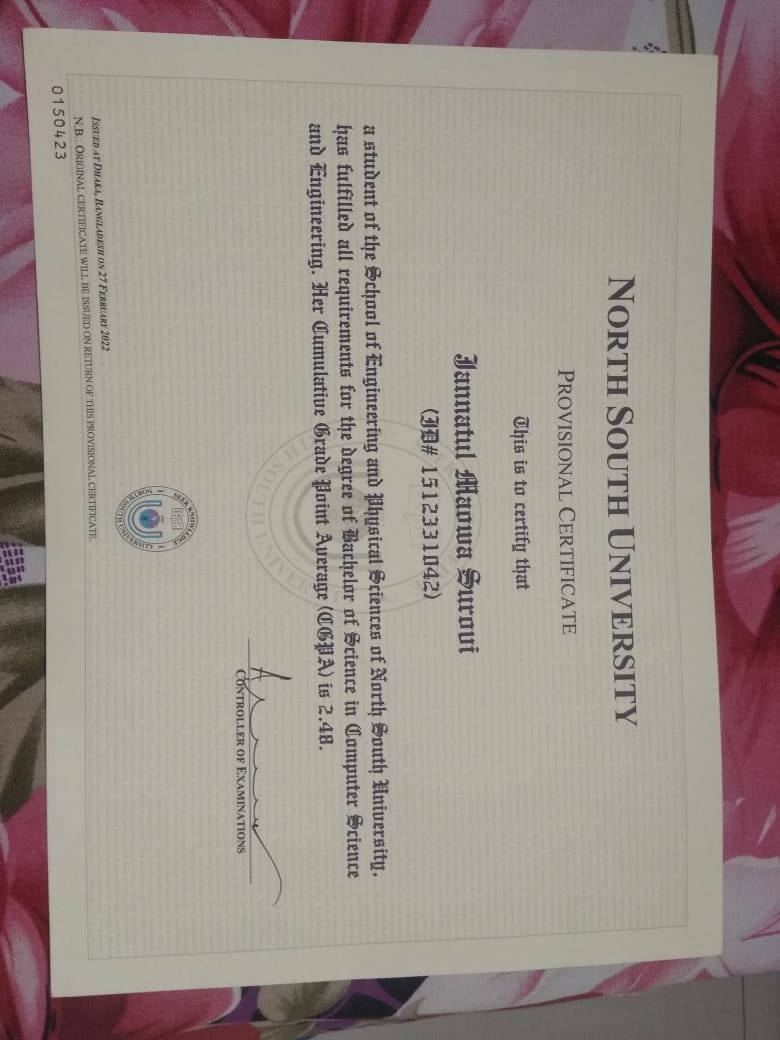 NORTH SOUTH UNIVERSITY
PROVISIONAL CERTIFICATE
This is to certify that
Jannatul Maowa Surovi
(ID# 1512331042)
a student of the School of Engineering and Physical Sciences of North South University,
has fulfilled all requirements for the degree of Bachelor of Science in Computer Science
and Engineering. Her Cumulative Grade Point Average (CGPA) is 2.48.
CONTROLLER OF EXAMINATIONS
SEEK KNOWLEDGE
NORTH SOUTH UNIVERSITY
ISSUED AT DHAKA, BANGLADESH ON 27 FEBRUARY 2022
N.B. ORIGINAL CERTIFICATE WILL BE ISSUED ON RETURN OF THIS PROVISIONAL CERTIFICATE.
0150423